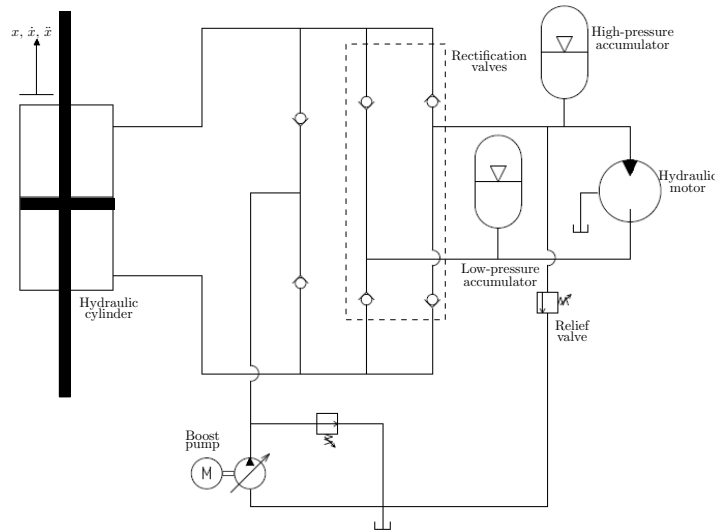 x, ẋ, ẍ
High-pressure
accumulator
Rectification
valves
Hydraulic
motor
Low-pressure
accumulator
Hydraulic
cylinder
Relief
valve
Boost
pump
M